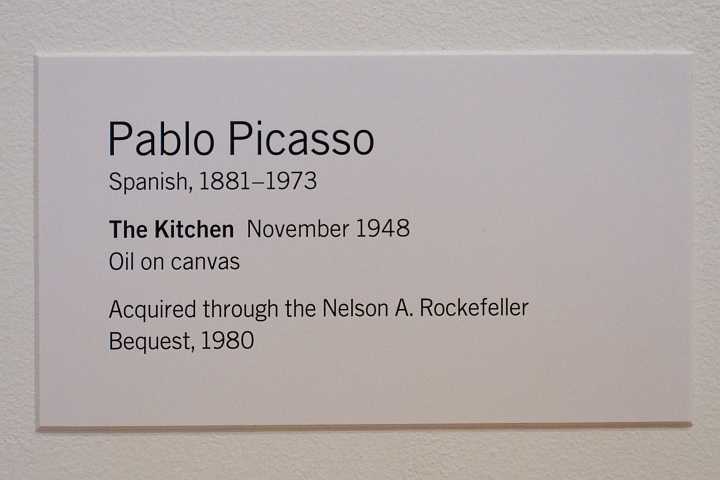 Pablo Picasso
Spanish, 1881–1973
The Kitchen November 1948
Oil on canvas
Acquired through the Nelson A. Rockefeller
Bequest, 1980